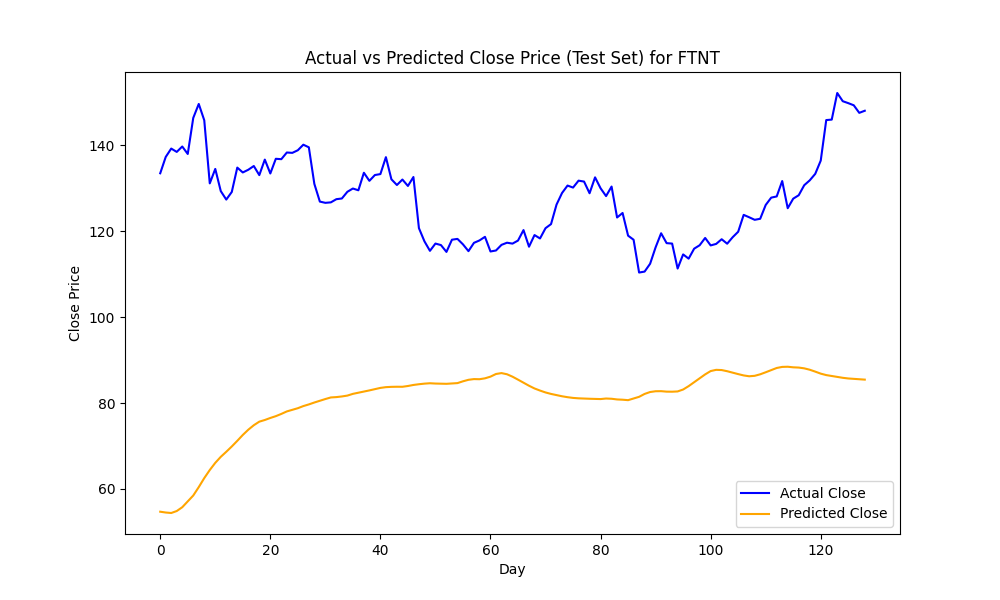 Actual vs Predicted Close Price (Test Set) for FTNT
Close Price
140
120
100
80
60
0 20 40 60 80 100 120
Day
Actual Close
Predicted Close